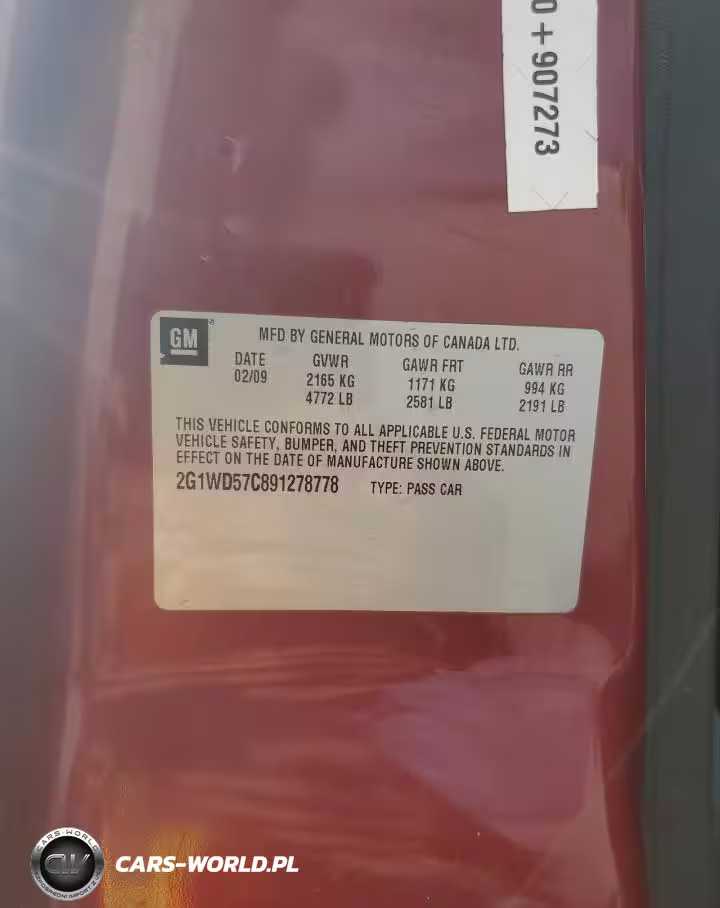 0 + 907273
GM
MFD BY GENERAL MOTORS OF CANADA LTD.
DATE GVWR GAWR FRT GAWR RR
02/09 2165 KG 1171 KG 994 KG
4772 LB 2581 LB 2191 LB
THIS VEHICLE CONFORMS TO ALL APPLICABLE U.S. FEDERAL MOTOR
VEHICLE SAFETY, BUMPER, AND THEFT PREVENTION STANDARDS IN
EFFECT ON THE DATE OF MANUFACTURE SHOWN ABOVE.
2G1WD57C891278778 TYPE: PASS CAR
CARS-WORLD
CW
CARS-WORLD.PL